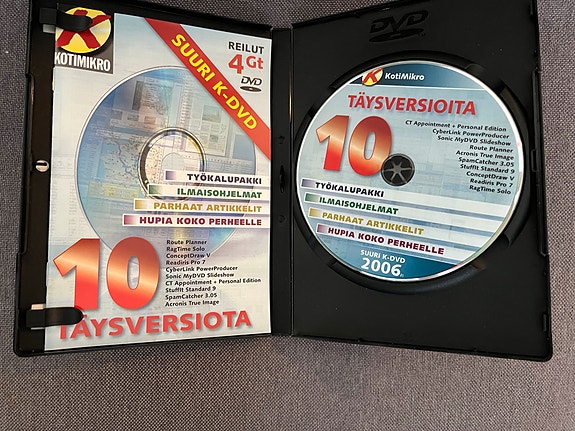 KOTIMIKRO
REILUT
4Gt
DVD
SUURI K-DVD
TYÖKALUPAKKI
ILMAISOHJELMAT
PARHAAT ARTIKKELIT
HUPIA KOKO PERHEELLE
10
Route Planner
RagTime Solo
ConceptDraw V
Readiris Pro 7
CyberLink PowerProducer
Sonic MyDVD Slideshow
CT Appointment + Personal Edition
StuffIt Standard 9
SpamCatcher 3.05
Acronis True Image
TÄYSVERSIOTA
DVD
KotiMikro
TÄYSVERSIOITA
10
CT Appointment + Personal Edition
CyberLink PowerProducer
Sonic MyDVD Slideshow
Route Planner
Acronis True Image
SpamCatcher 3.05
StuffIt Standard 9
ConceptDraw V
Readiris Pro 7
RagTime Solo
TYÖKALUPAKKI
ILMAISOHJELMAT
PARHAAT ARTIKKELIT
HUPIA KOKO PERHEELLE
SUURI K-DVD
2006.